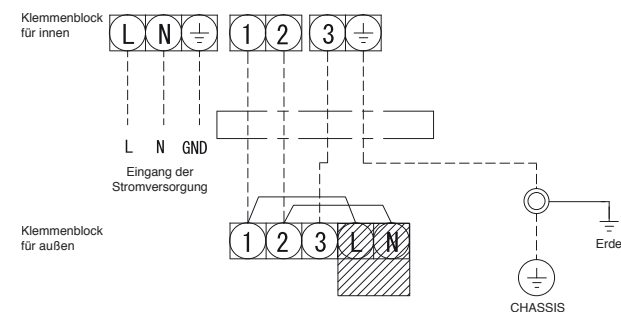 Klemmenblock
für innen
L N
1 2
3
L N GND
Eingang der
Stromversorgung
Klemmenblock
für außen
1 2 3 L N
Erde
CHASSIS